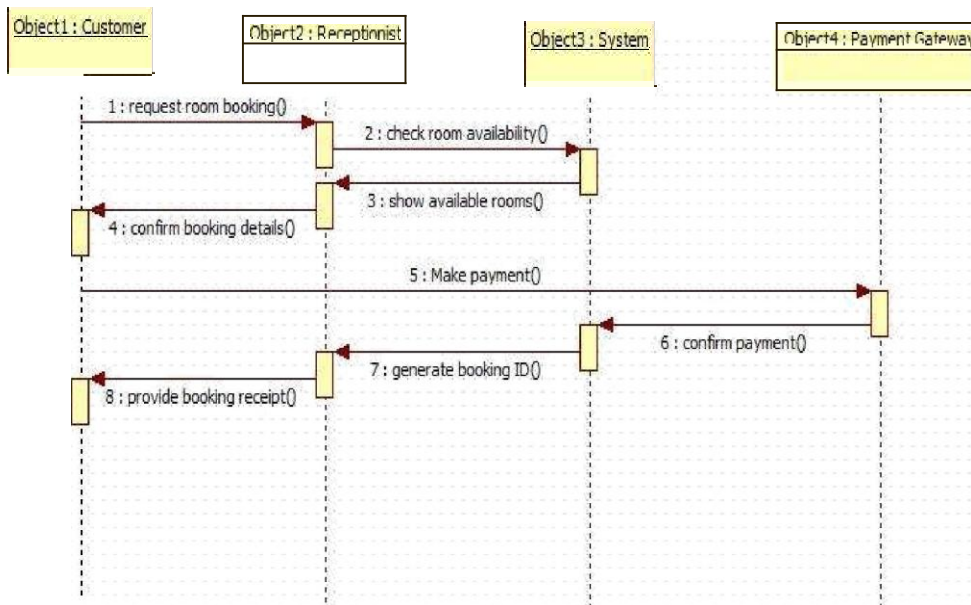 Object1 : Customer
Object2 : Receptionist
Object3 : System
Object4 : Payment Gateway
1 : request room booking()
2 : check room availability()
3 : show available rooms()
4 : confirm booking details()
5 : Make payment()
6 : confirm payment()
7 : generate booking ID()
8 : provide booking receipt()